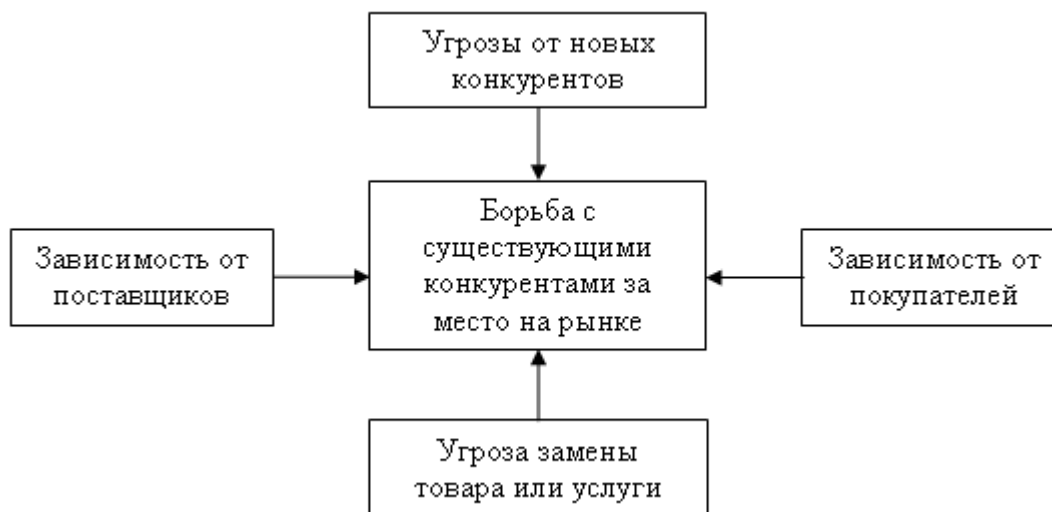 Угрозы от новых
конкурентов
Борьба с
существующими
конкурентами за
место на рынке
Зависимость от
поставщиков
Зависимость от
покупателей
Угроза замены
товара или услуги